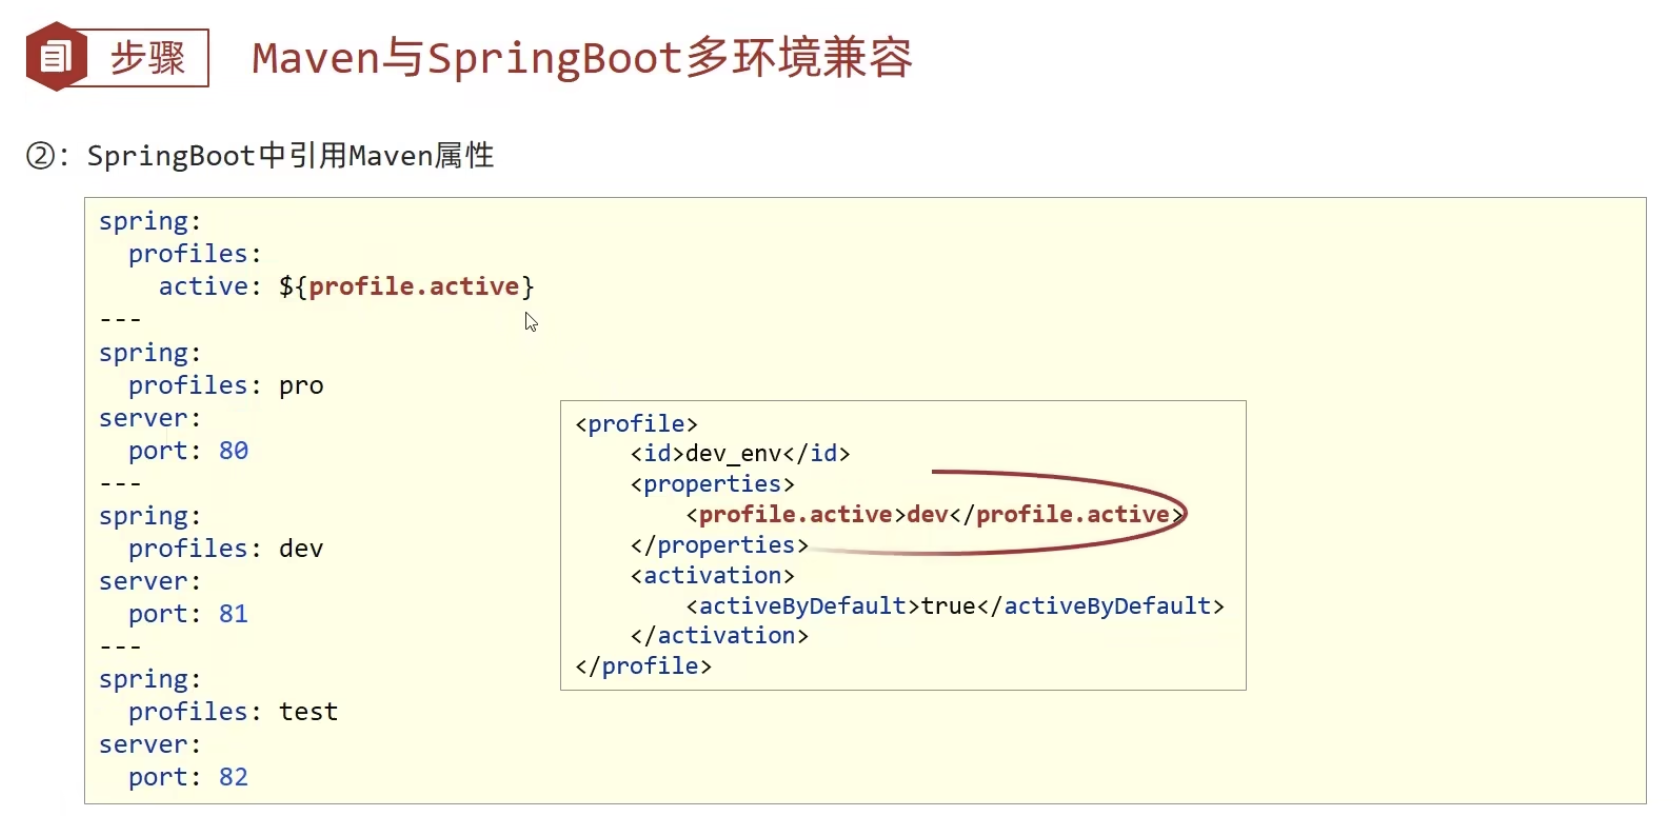 步骤
Maven与SpringBoot多环境兼容
②：SpringBoot中引用Maven属性
spring:
  profiles:
    active: ${profile.active}
---
spring:
  profiles: pro
server:
  port: 80
---
spring:
  profiles: dev
server:
  port: 81
---
spring:
  profiles: test
server:
  port: 82
<profile>
    <id>dev_env</id>
    <properties>
        <profile.active>dev</profile.active>
    </properties>
    <activation>
        <activeByDefault>true</activeByDefault>
    </activation>
</profile>